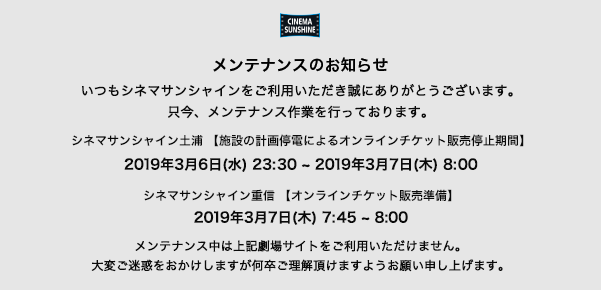 CINEMA
SUNSHINE
メンテナンスのお知らせ
いつもシネマサンシャインをご利用いただき誠にありがとうございます。
只今、メンテナンス作業を行っております。
シネマサンシャイン土浦 【施設の計画停電によるオンラインチケット販売停止期間】
2019年3月6日(水) 23:30 ~ 2019年3月7日(木) 8:00
シネマサンシャイン重信 【オンラインチケット販売準備】
2019年3月7日(木) 7:45 ~ 8:00
メンテナンス中は上記劇場サイトをご利用いただけません。
大変ご迷惑をおかけしますが何卒ご理解頂けますようお願い申し上げます。